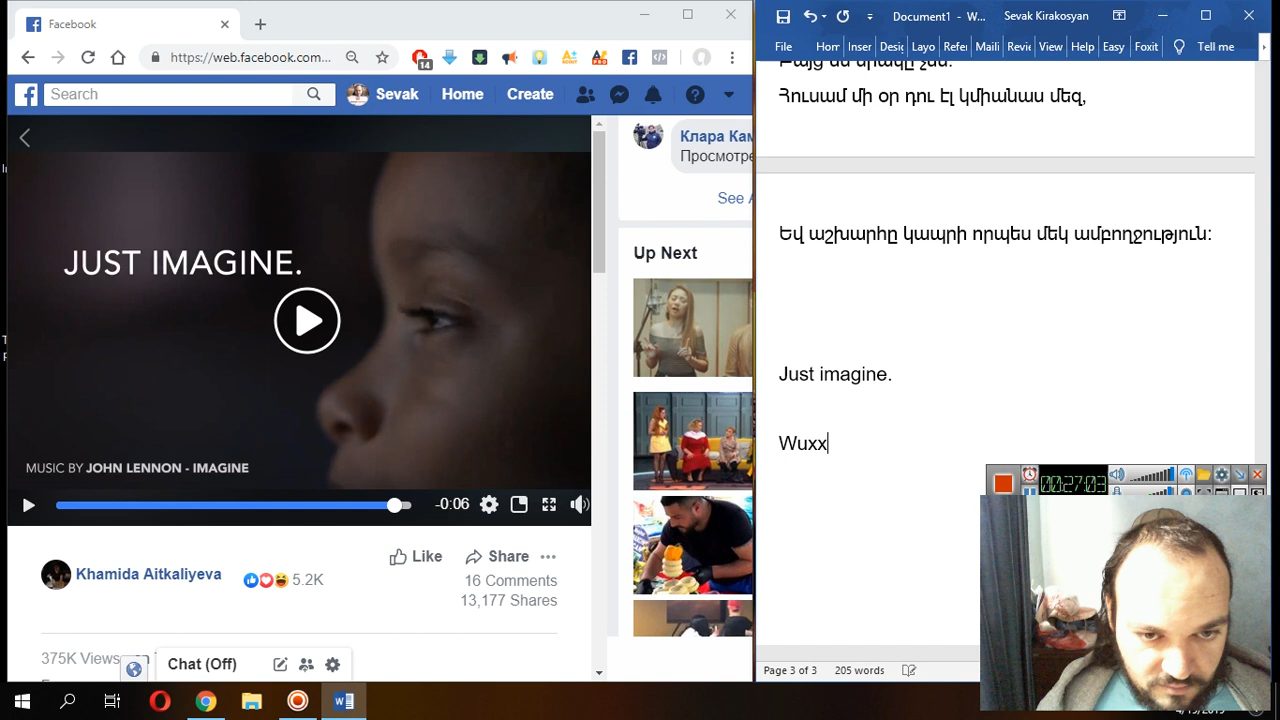 Facebook
https://web.facebook.com...
14
Search
Sevak
Home
Create
JUST IMAGINE.
MUSIC BY JOHN LENNON - IMAGINE
-0:06
Khamida Aitkaliyeva
5.2K
Like
Share
16 Comments
13,177 Shares
375K Views
Chat (Off)
Клара Кам
Просмотре
See A
Up Next
Document1 - W...
Sevak Kirakosyan
File
Hom
Inser
Desig
Layo
Refer
Maili
Revie
View
Help
Easy
Foxit
Tell me
Հուսամ մի օր դու էլ կմիանաս մեզ,
Եվ աշխարհը կապրի որպես մեկ ամբողջություն:
Just imagine.
Wuxx
00:27:03
Page 3 of 3
205 words